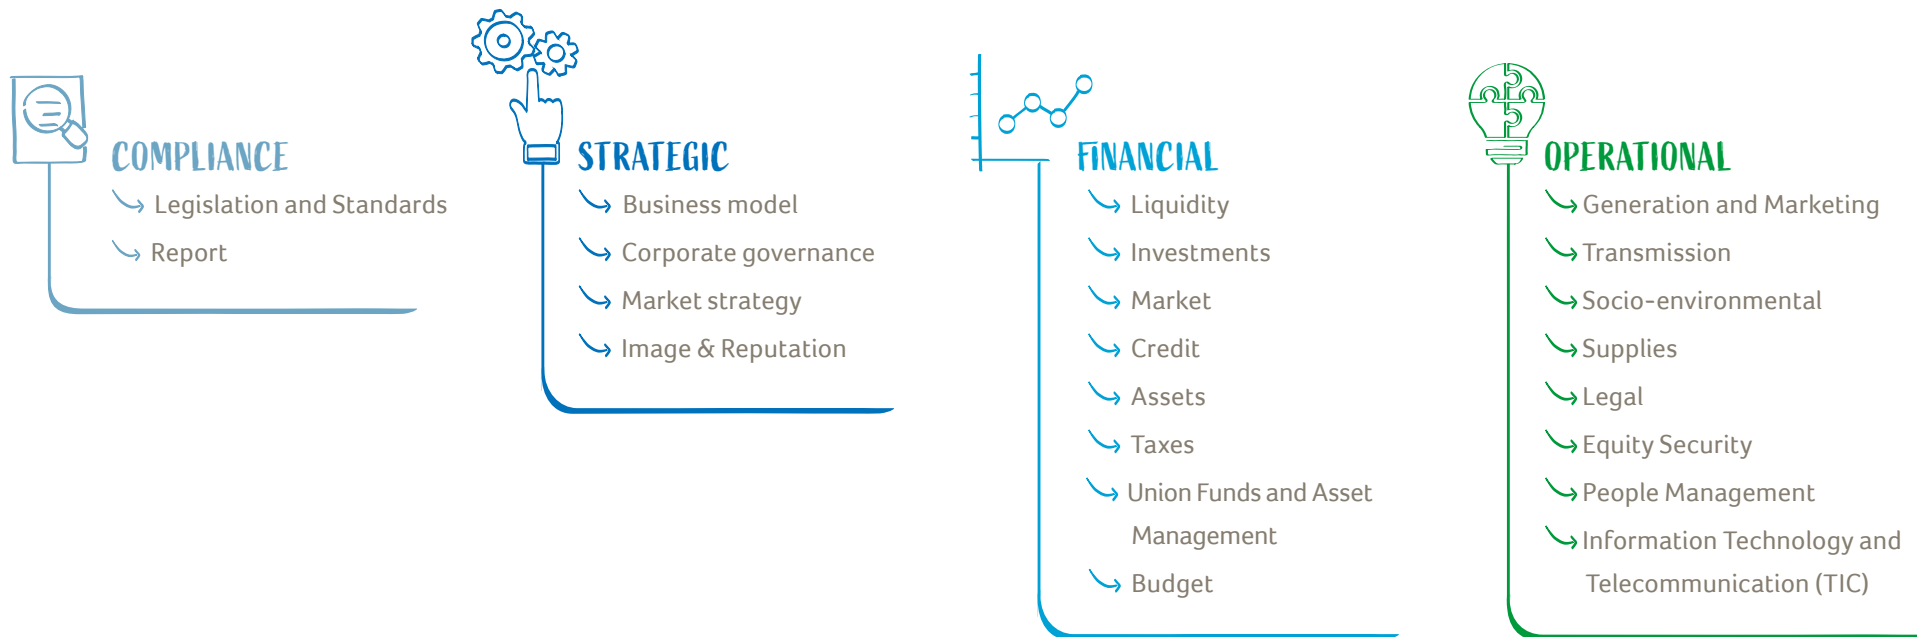 COMPLIANCE
Legislation and Standards
Report
STRATEGIC
Business model
Corporate governance
Market strategy
Image & Reputation
FINANCIAL
Liquidity
Investments
Market
Credit
Assets
Taxes
Union Funds and Asset
Management
Budget
OPERATIONAL
Generation and Marketing
Transmission
Socio-environmental
Supplies
Legal
Equity Security
People Management
Information Technology and
Telecommunication (TIC)